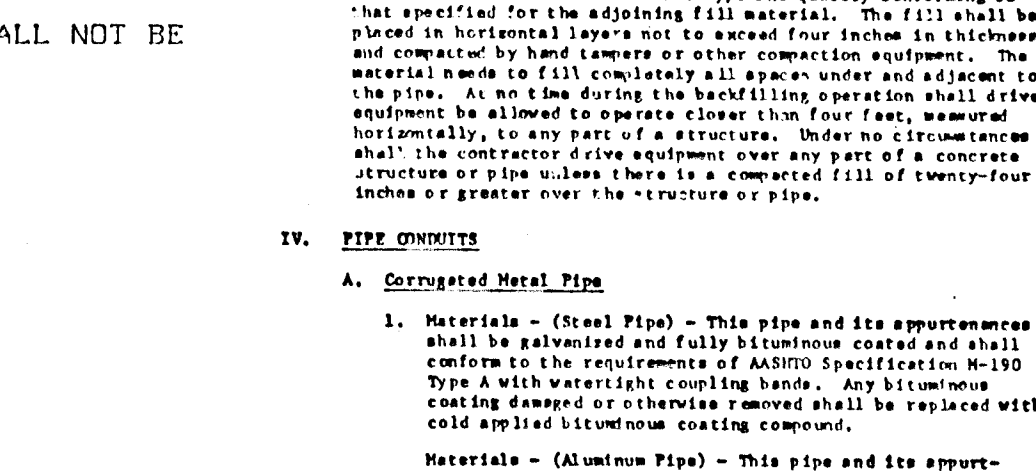 ALL NOT BE
that specified for the adjoining fill material. The fill shall be
placed in horizontal layers not to exceed four inches in thickness
and compacted by hand tampers or other compaction equipment. The
material needs to fill completely all spaces under and adjacent to
the pipe. At no time during the backfilling operation shall drive
equipment be allowed to operate closer than four feet, measured
horizontally, to any part of a structure. Under no circumstances
shall the contractor drive equipment over any part of a concrete
structure or pipe unless there is a compacted fill of twenty-four
inches or greater over the structure or pipe.
IV. PIPE CONDUITS
A. Corrugated Metal Pipe
1. Materials - (Steel Pipe) - This pipe and its appurtenances
shall be galvanized and fully bituminous coated and shall
conform to the requirements of AASHTO Specification M-190
Type A with watertight coupling bands. Any bituminous
coating damaged or otherwise removed shall be replaced with
cold applied bituminous coating compound.
Materials - (Aluminum Pipe) - This pipe and its appurt-